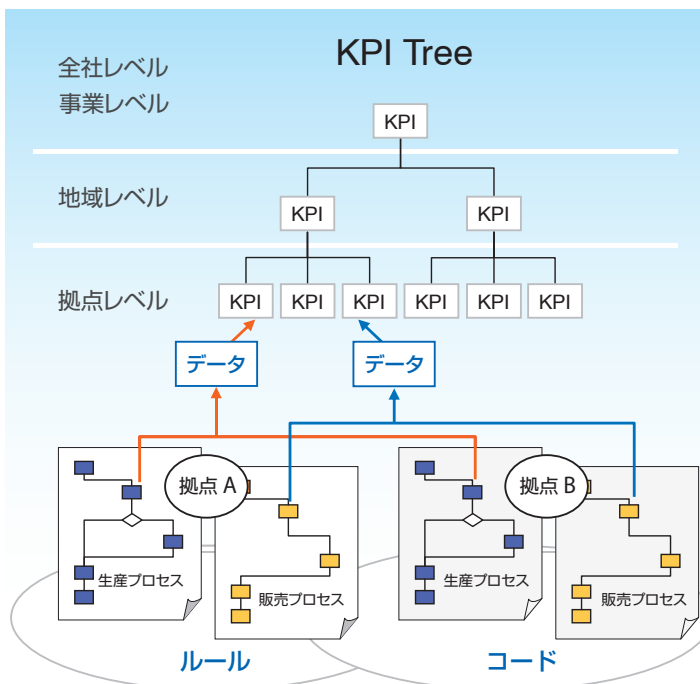 KPI Tree
全社レベル
事業レベル
KPI
地域レベル
KPI
KPI
拠点レベル
KPI
KPI
KPI
KPI
KPI
KPI
データ
データ
拠点 A
拠点 B
生産プロセス
販売プロセス
生産プロセス
販売プロセス
ルール
コード